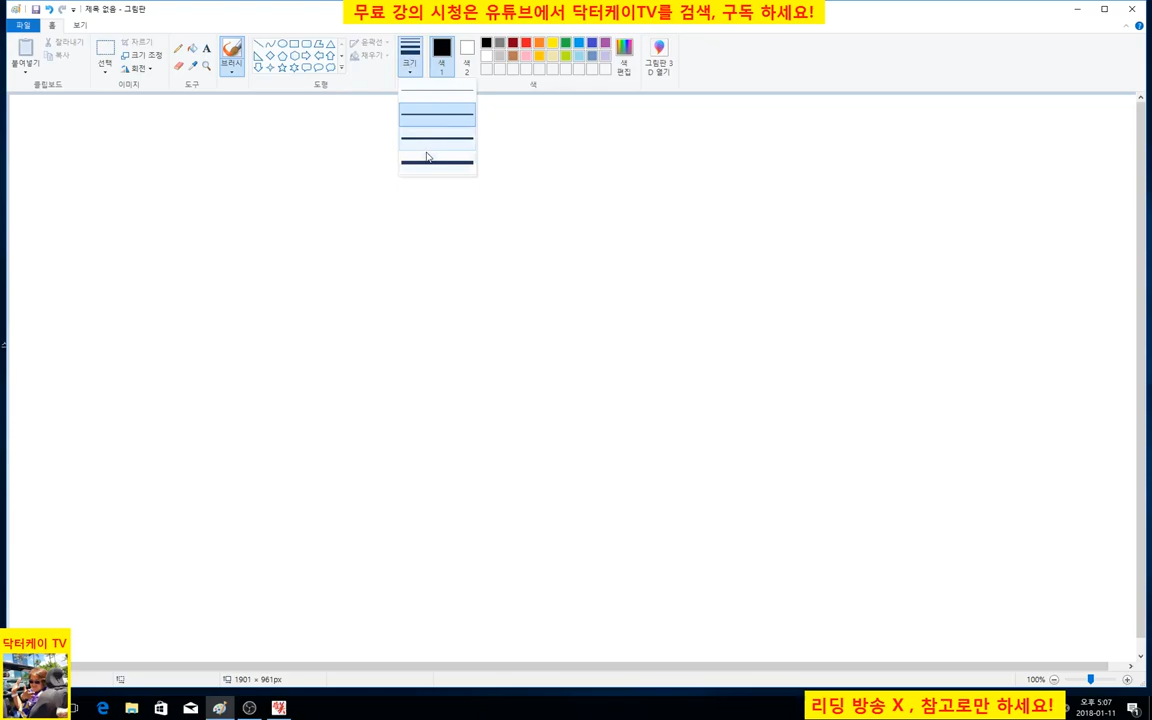 제목 없음 - 그림판
무료 강의 시청은 유튜브에서 닥터케이TV를 검색, 구독 하세요!
파일
홈
보기
붙여넣기
잘라내기
복사
클립보드
선택
자르기
크기 조정
회전
이미지
A
도구
브러시
도형
윤곽선
채우기
크기
색
1
색
2
색
색
편집
그림판 3
D 열기
닥터케이 TV
1901 × 961px
100%
리딩 방송 X , 참고로만 하세요!
오후 5:07
2018-01-11